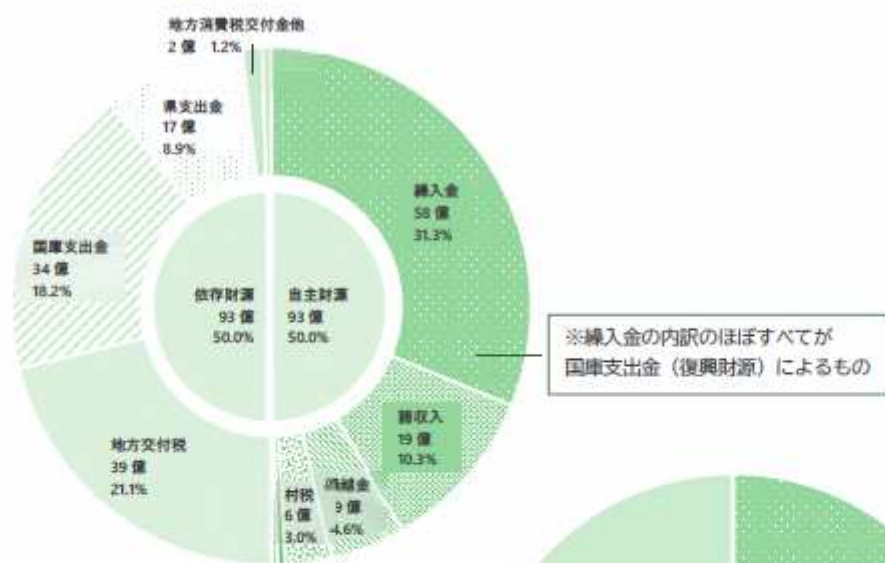 地方消費税交付金他
2 億 1.2%
県支出金
17 億
8.9%
繰入金
58 億
31.3%
国庫支出金
34 億
18.2%
依存財源
93 億
50.0%
自主財源
93 億
50.0%
※繰入金の内訳のほぼすべてが
国庫支出金（復興財源）によるもの
諸収入
19 億
10.3%
地方交付税
39 億
21.1%
村税
6 億
3.0%
繰越金
9 億
4.6%